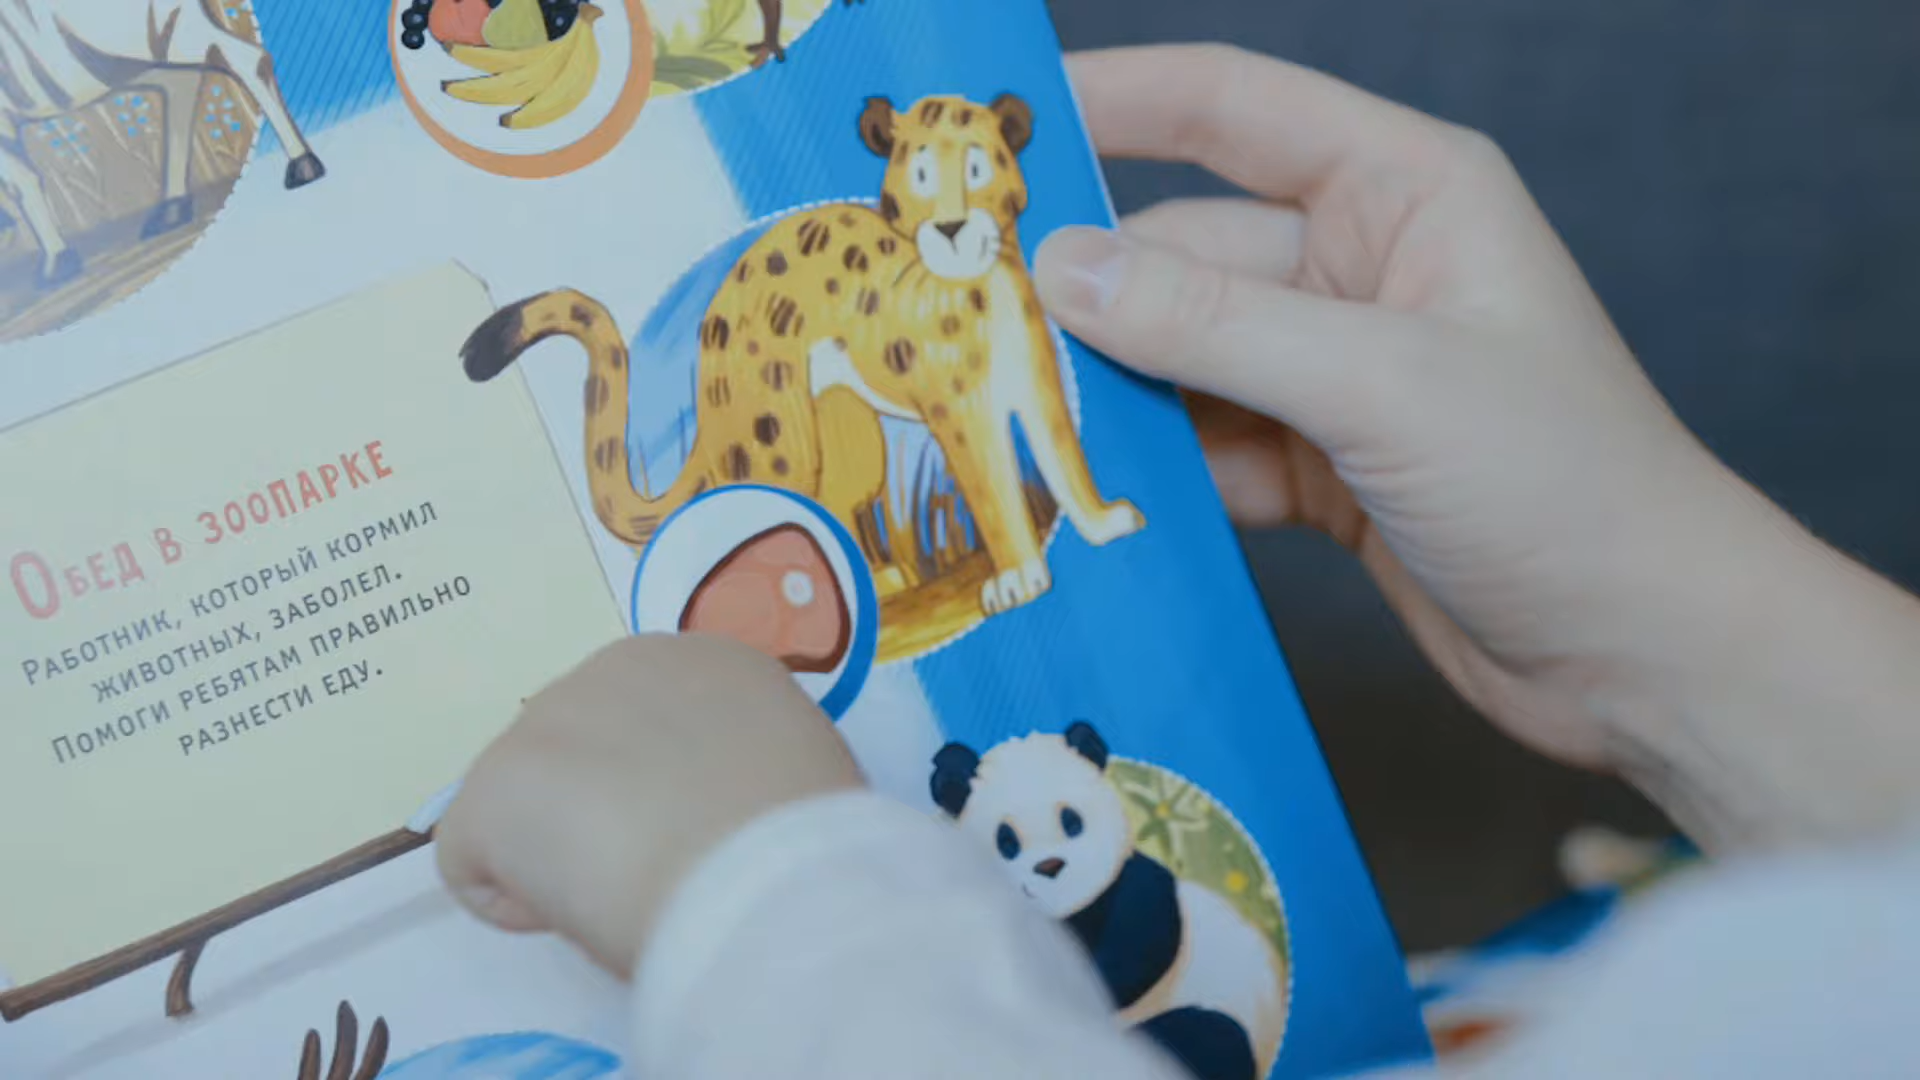 Обед в зооПАРКЕ
Работник, который кормил
животных, заболел.
Помоги ребятам правильно
разнести еду.